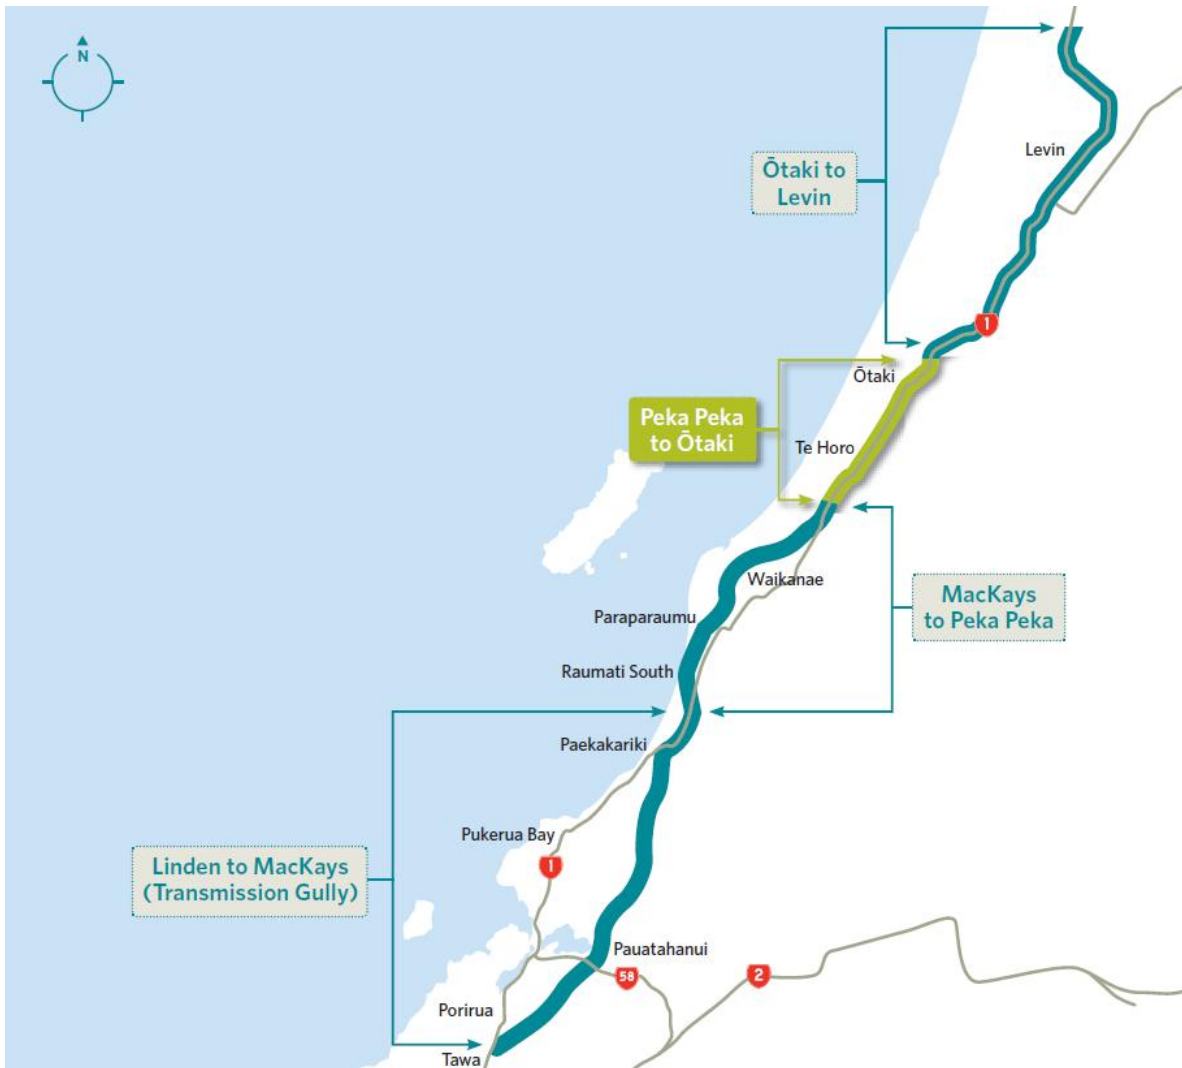 N
Levin
Ōtaki to
Levin
1
Ōtaki
Peka Peka
to Ōtaki
Te Horo
Waikanae
MacKays
to Peka Peka
Paraparaumu
Raumati South
Paekakariki
Pukerua Bay
1
Linden to MacKays
(Transmission Gully)
Pauatahanui
58
2
Porirua
Tawa